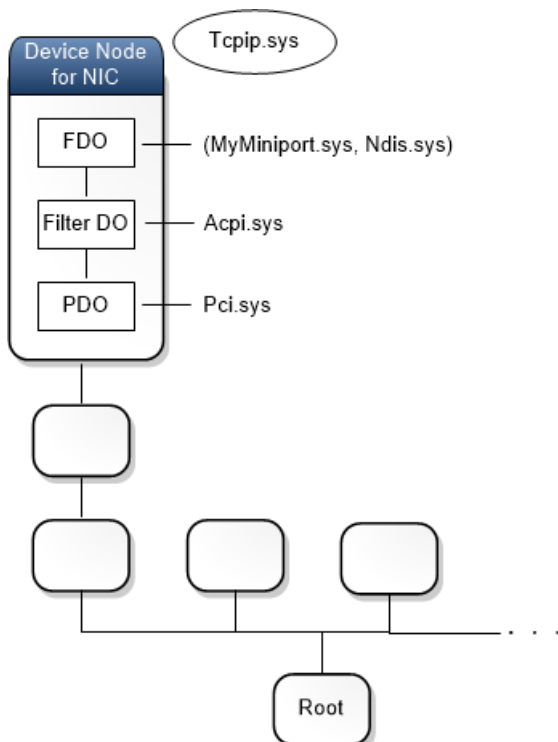 Tcpip.sys
Device Node
for NIC
FDO
(MyMiniport.sys, Ndis.sys)
Filter DO
Acpi.sys
PDO
Pci.sys
. . .
Root